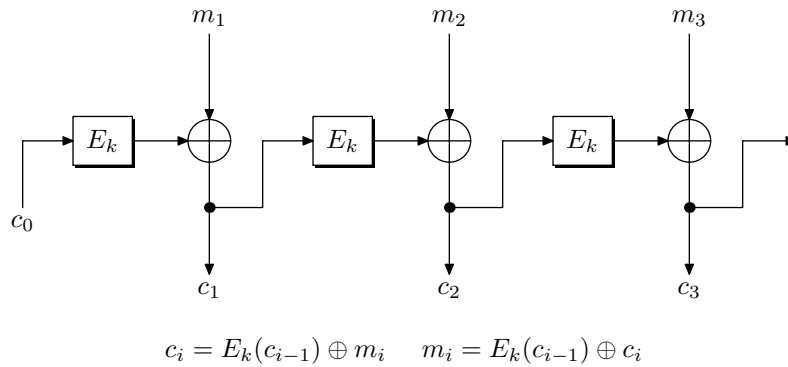 m₁ m₂ m₃
Eₖ Eₖ Eₖ
c₀
c₁ c₂ c₃
cᵢ = Eₖ(cᵢ₋₁) ⊕ mᵢ mᵢ = Eₖ(cᵢ₋₁) ⊕ cᵢ